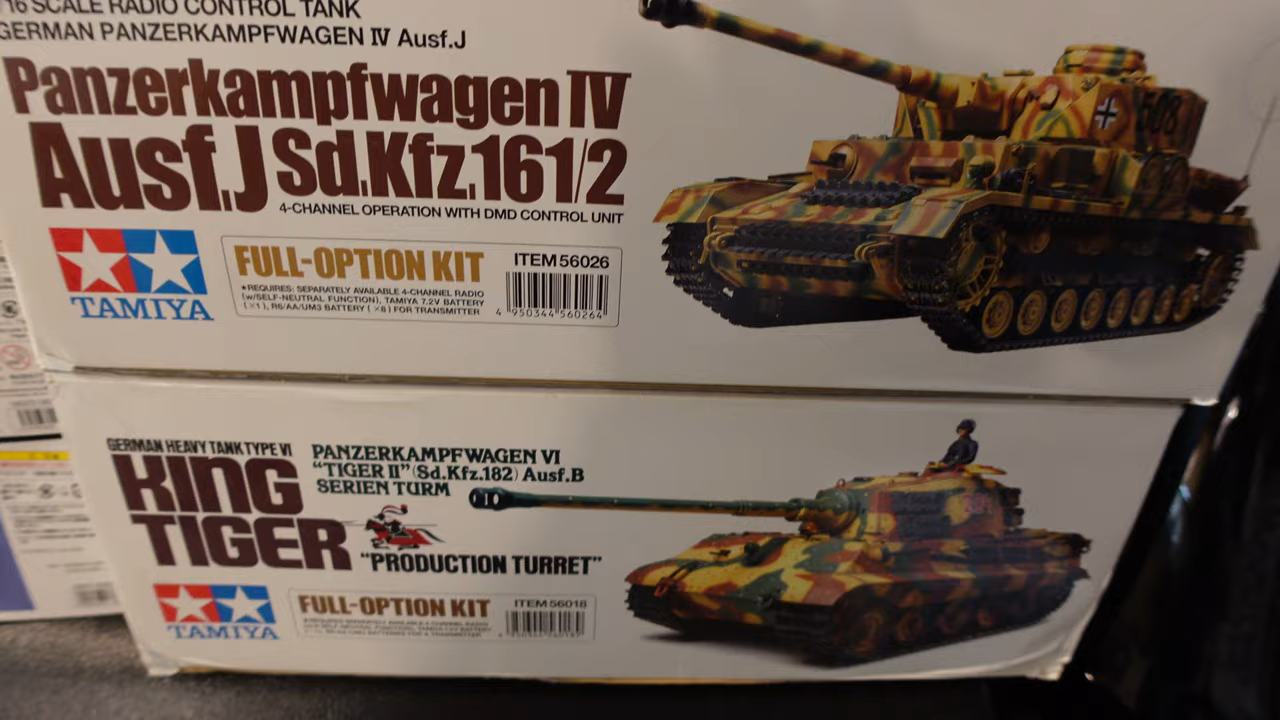 /16 SCALE RADIO CONTROL TANK
GERMAN PANZERKAMPFWAGEN IV Ausf.J
Panzerkampfwagen IV
Ausf.J Sd.Kfz.161/2
4-CHANNEL OPERATION WITH DMD CONTROL UNIT
TAMIYA
FULL-OPTION KIT
ITEM 56026
★REQUIRES: SEPARATELY AVAILABLE 4-CHANNEL RADIO
(w/SELF-NEUTRAL FUNCTION), TAMIYA 7.2V BATTERY
(×1), R6/AA/UM3 BATTERY (×8) FOR TRANSMITTER
4 950344 560264
E08
GERMAN HEAVY TANK TYPE VI
KING
TIGER
PANZERKAMPFWAGEN VI
"TIGER II" (Sd.Kfz.182) Ausf.B
SERIEN TURM
"PRODUCTION TURRET"
TAMIYA
FULL-OPTION KIT
ITEM 56018